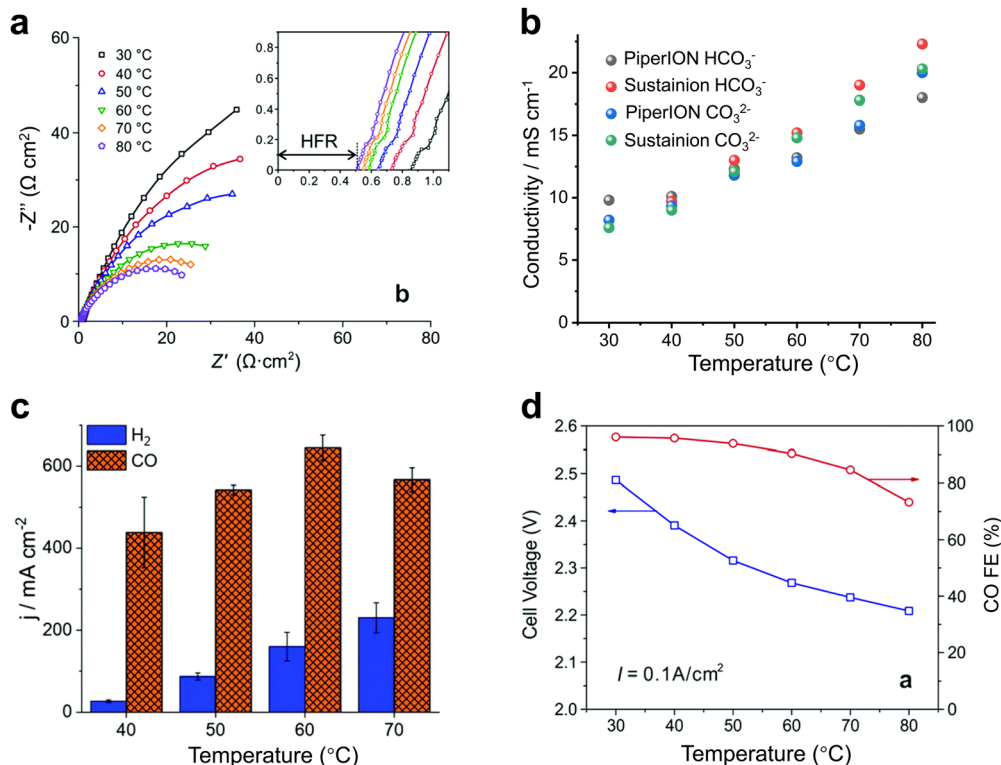 a
30 °C
40 °C
50 °C
60 °C
70 °C
80 °C
-Z'' (Ω cm²)
60
40
20
0
0 10 20 30 40 50 60 70 80
Z' (Ω·cm²)
b
0.8
0.6
0.4
0.2
0
0 0.2 0.4 0.6 0.8 1.0
HFR
b
PiperION HCO₃⁻
Sustainion HCO₃⁻
PiperION CO₃²⁻
Sustainion CO₃²⁻
Conductivity / mS cm⁻¹
20
15
10
5
0
30 40 50 60 70 80
Temperature (°C)
c
H₂
CO
j / mA cm⁻²
600
400
200
0
40 50 60 70
Temperature (°C)
d
Cell Voltage (V)
2.6
2.5
2.4
2.3
2.2
2.1
2.0
100
80
60
40
20
0
CO FE (%)
I = 0.1A/cm²
a
30 40 50 60 70 80
Temperature (°C)